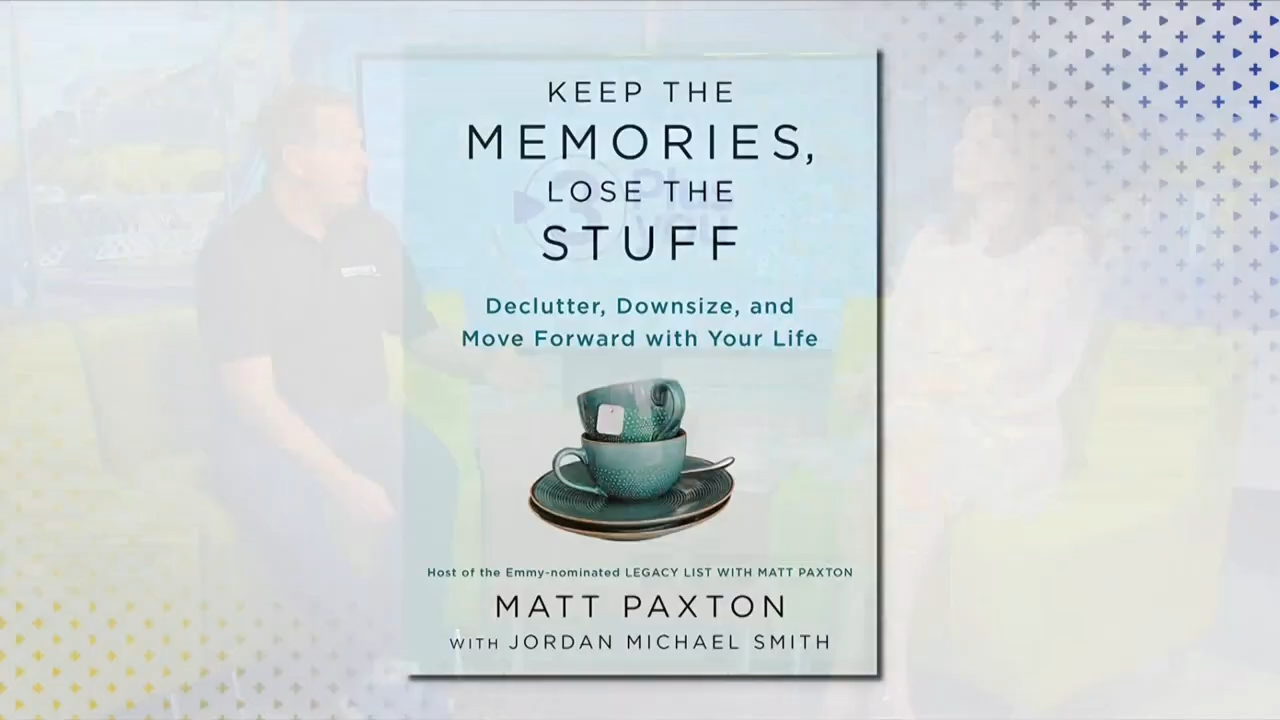 KEEP THE
MEMORIES,
LOSE THE
STUFF
Declutter, Downsize, and
Move Forward with Your Life
Host of the Emmy-nominated LEGACY LIST WITH MATT PAXTON
MATT PAXTON
WITH JORDAN MICHAEL SMITH